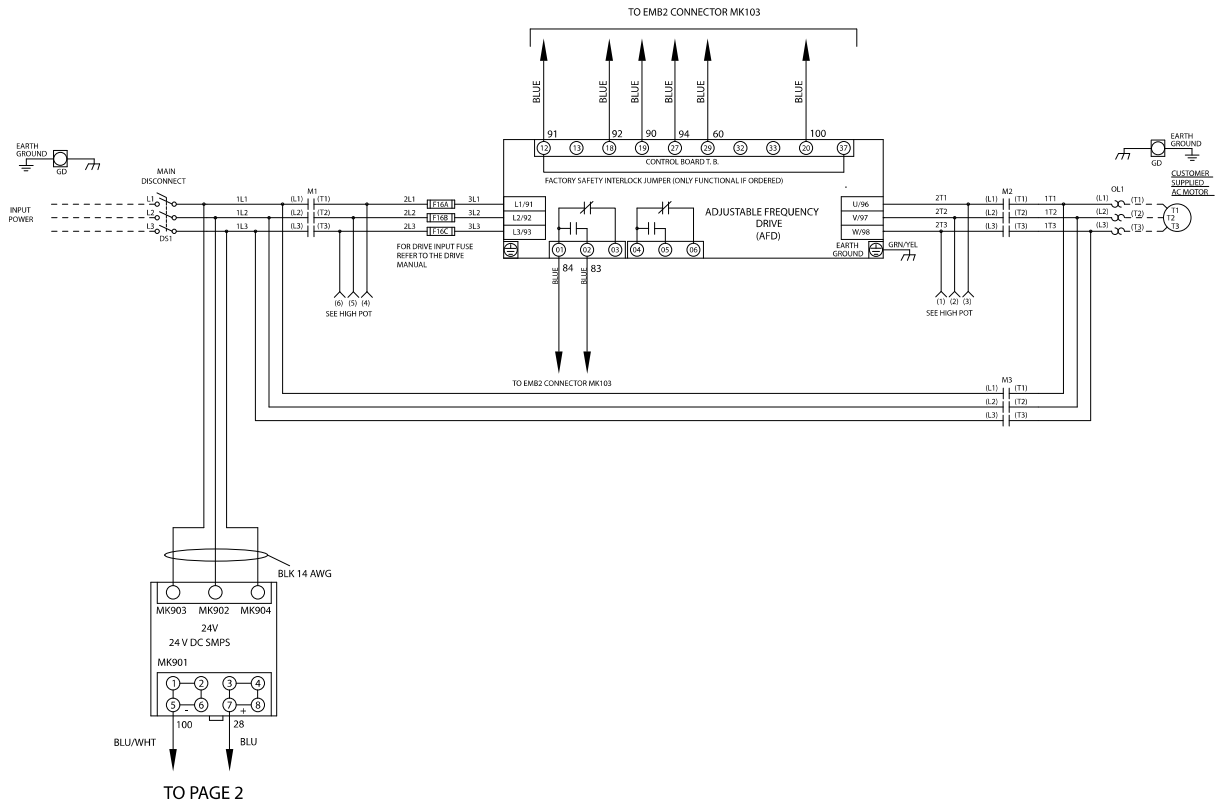 TO EMB2 CONNECTOR MK103
BLUE BLUE BLUE BLUE BLUE BLUE
91 92 90 94 60 100
12 13 18 19 27 29 32 33 20 37
CONTROL BOARD T. B.
FACTORY SAFETY INTERLOCK JUMPER (ONLY FUNCTIONAL IF ORDERED)
EARTH
GROUND
GD
MAIN
DISCONNECT
INPUT
POWER
L1
L2
L3
DS1
1L1
1L2
1L3
M1
(L1) (T1)
(L2) (T2)
(L3) (T3)
2L1 F16A 3L1
2L2 F16B 3L2
2L3 F16C 3L3
FOR DRIVE INPUT FUSE
REFER TO THE DRIVE
MANUAL
(6) (5) (4)
SEE HIGH POT
L1/91
L2/92
L3/93
01 02 03 04 05 06
ADJUSTABLE FREQUENCY
DRIVE
(AFD)
U/96
V/97
W/98
EARTH
GROUND
GRN/YEL
BLUE 84 BLUE 83
TO EMB2 CONNECTOR MK103
2T1
2T2
2T3
(1) (2) (3)
SEE HIGH POT
M2
(L1) (T1) 1T1
(L2) (T2) 1T2
(L3) (T3) 1T3
EARTH
GROUND
GD
CUSTOMER
SUPPLIED
AC MOTOR
OL1
(L1) (T1)
(L2) (T2)
(L3) (T3)
T1
T2
T3
M3
(L1) (T1)
(L2) (T2)
(L3) (T3)
BLK 14 AWG
MK903 MK902 MK904
24V
24 V DC SMPS
MK901
1 2 3 4
5 - 6 7 + 8
100 28
BLU/WHT BLU
TO PAGE 2